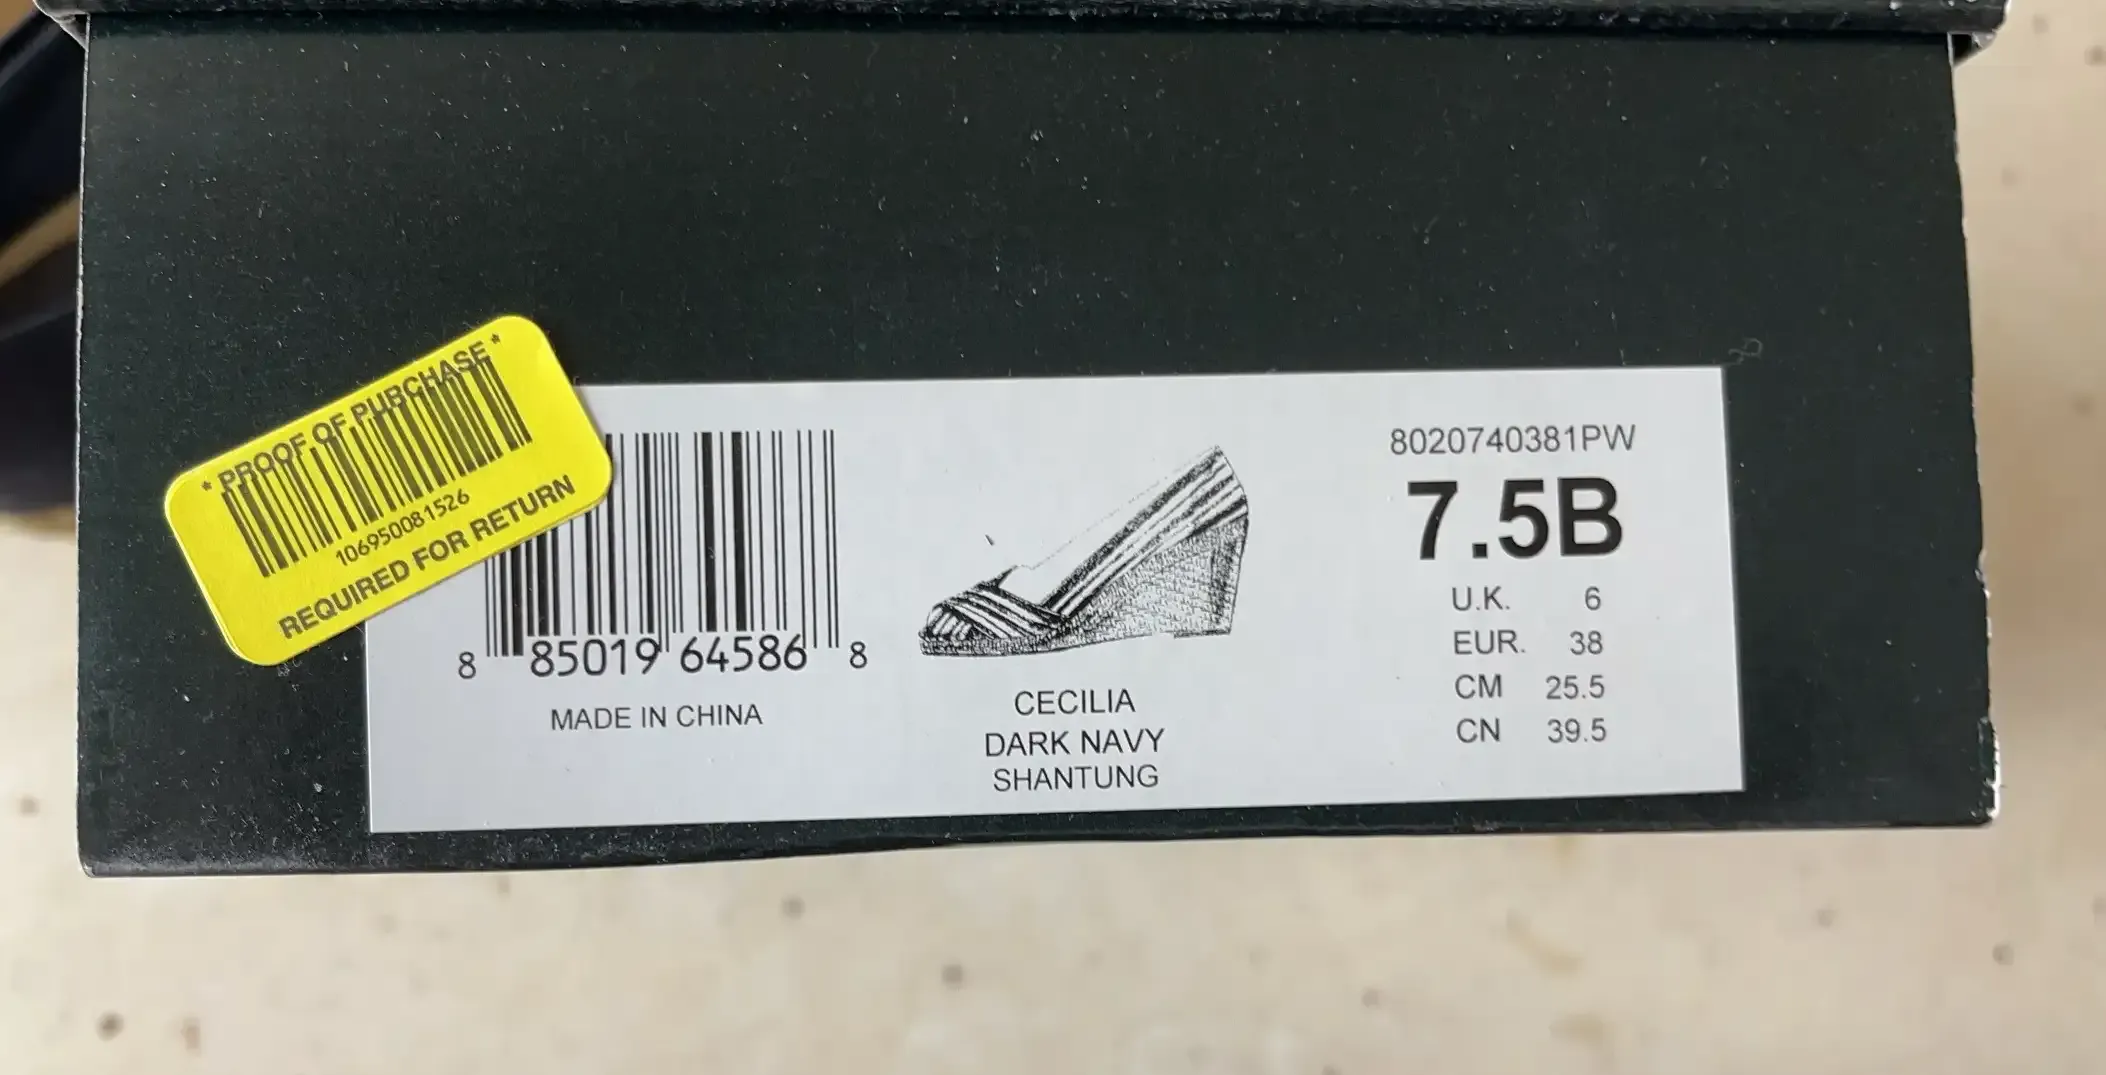 * PROOF OF PURCHASE *
106950081526
REQUIRED FOR RETURN
8 85019 64586 8
MADE IN CHINA
CECILIA
DARK NAVY
SHANTUNG
8020740381PW
7.5B
U.K. 6
EUR. 38
CM 25.5
CN 39.5